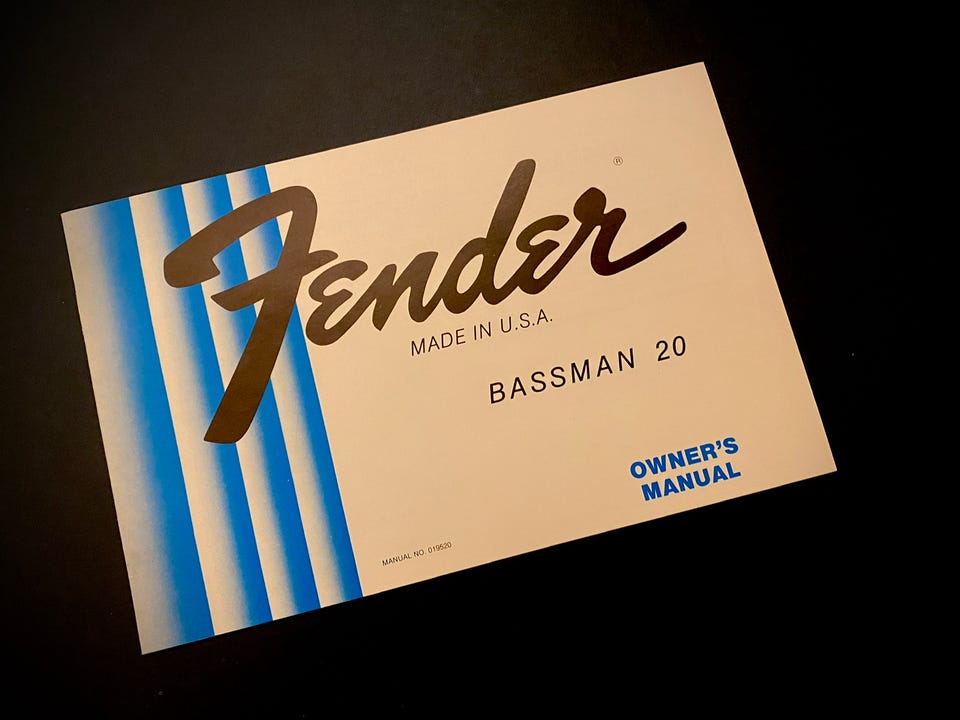 Fender ®
MADE IN U.S.A.
BASSMAN 20
OWNER'S
MANUAL
MANUAL NO. 019520